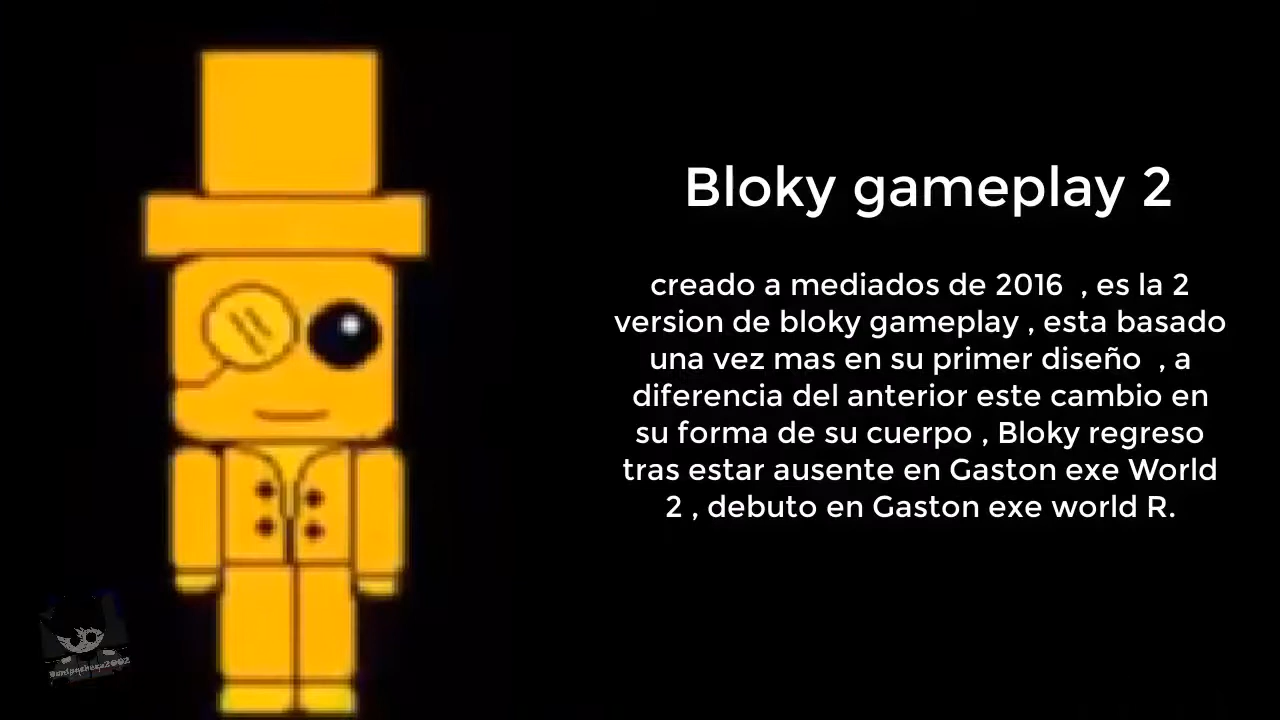 Bloky gameplay 2
creado a mediados de 2016 , es la 2
version de bloky gameplay , esta basado
una vez mas en su primer diseño , a
diferencia del anterior este cambio en
su forma de su cuerpo , Bloky regreso
tras estar ausente en Gaston exe World
2 , debuto en Gaston exe world R.